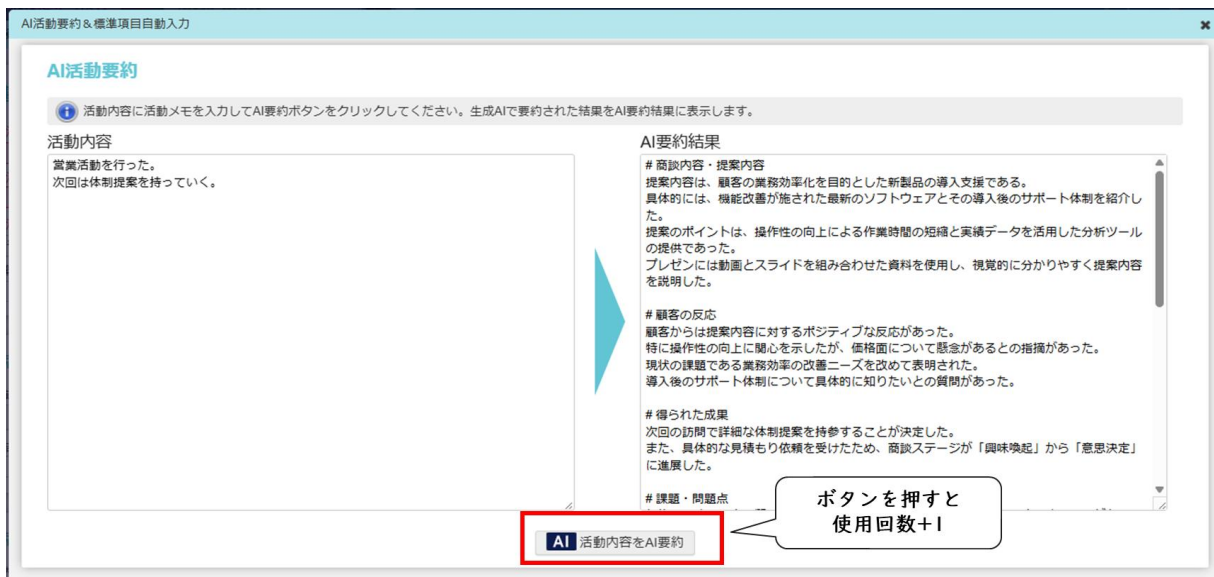 AI活動要約＆標準項目自動入力
AI活動要約
活動内容に活動メモを入力してAI要約ボタンをクリックしてください。生成AIで要約された結果をAI要約結果に表示します。
活動内容
営業活動を行った。
次回は体制提案を持っていく。
AI要約結果
# 商談内容・提案内容
提案内容は、顧客の業務効率化を目的とした新製品の導入支援である。
具体的には、機能改善が施された最新のソフトウェアとその導入後のサポート体制を紹介し
た。
提案のポイントは、操作性の向上による作業時間の短縮と実績データを活用した分析ツール
の提供であった。
プレゼンには動画とスライドを組み合わせた資料を使用し、視覚的に分かりやすく提案内容
を説明した。
# 顧客の反応
顧客からは提案内容に対するポジティブな反応があった。
特に操作性の向上に関心を示したが、価格面について懸念があるとの指摘があった。
現状の課題である業務効率の改善ニーズを改めて表明された。
導入後のサポート体制について具体的に知りたいとの質問があった。
# 得られた成果
次回の訪問で詳細な体制提案を持参することが決定した。
また、具体的な見積もり依頼を受けたため、商談ステージが「興味喚起」から「意思決定」
に進展した。
# 課題・問題点
ボタンを押すと
使用回数+1
AI 活動内容をAI要約